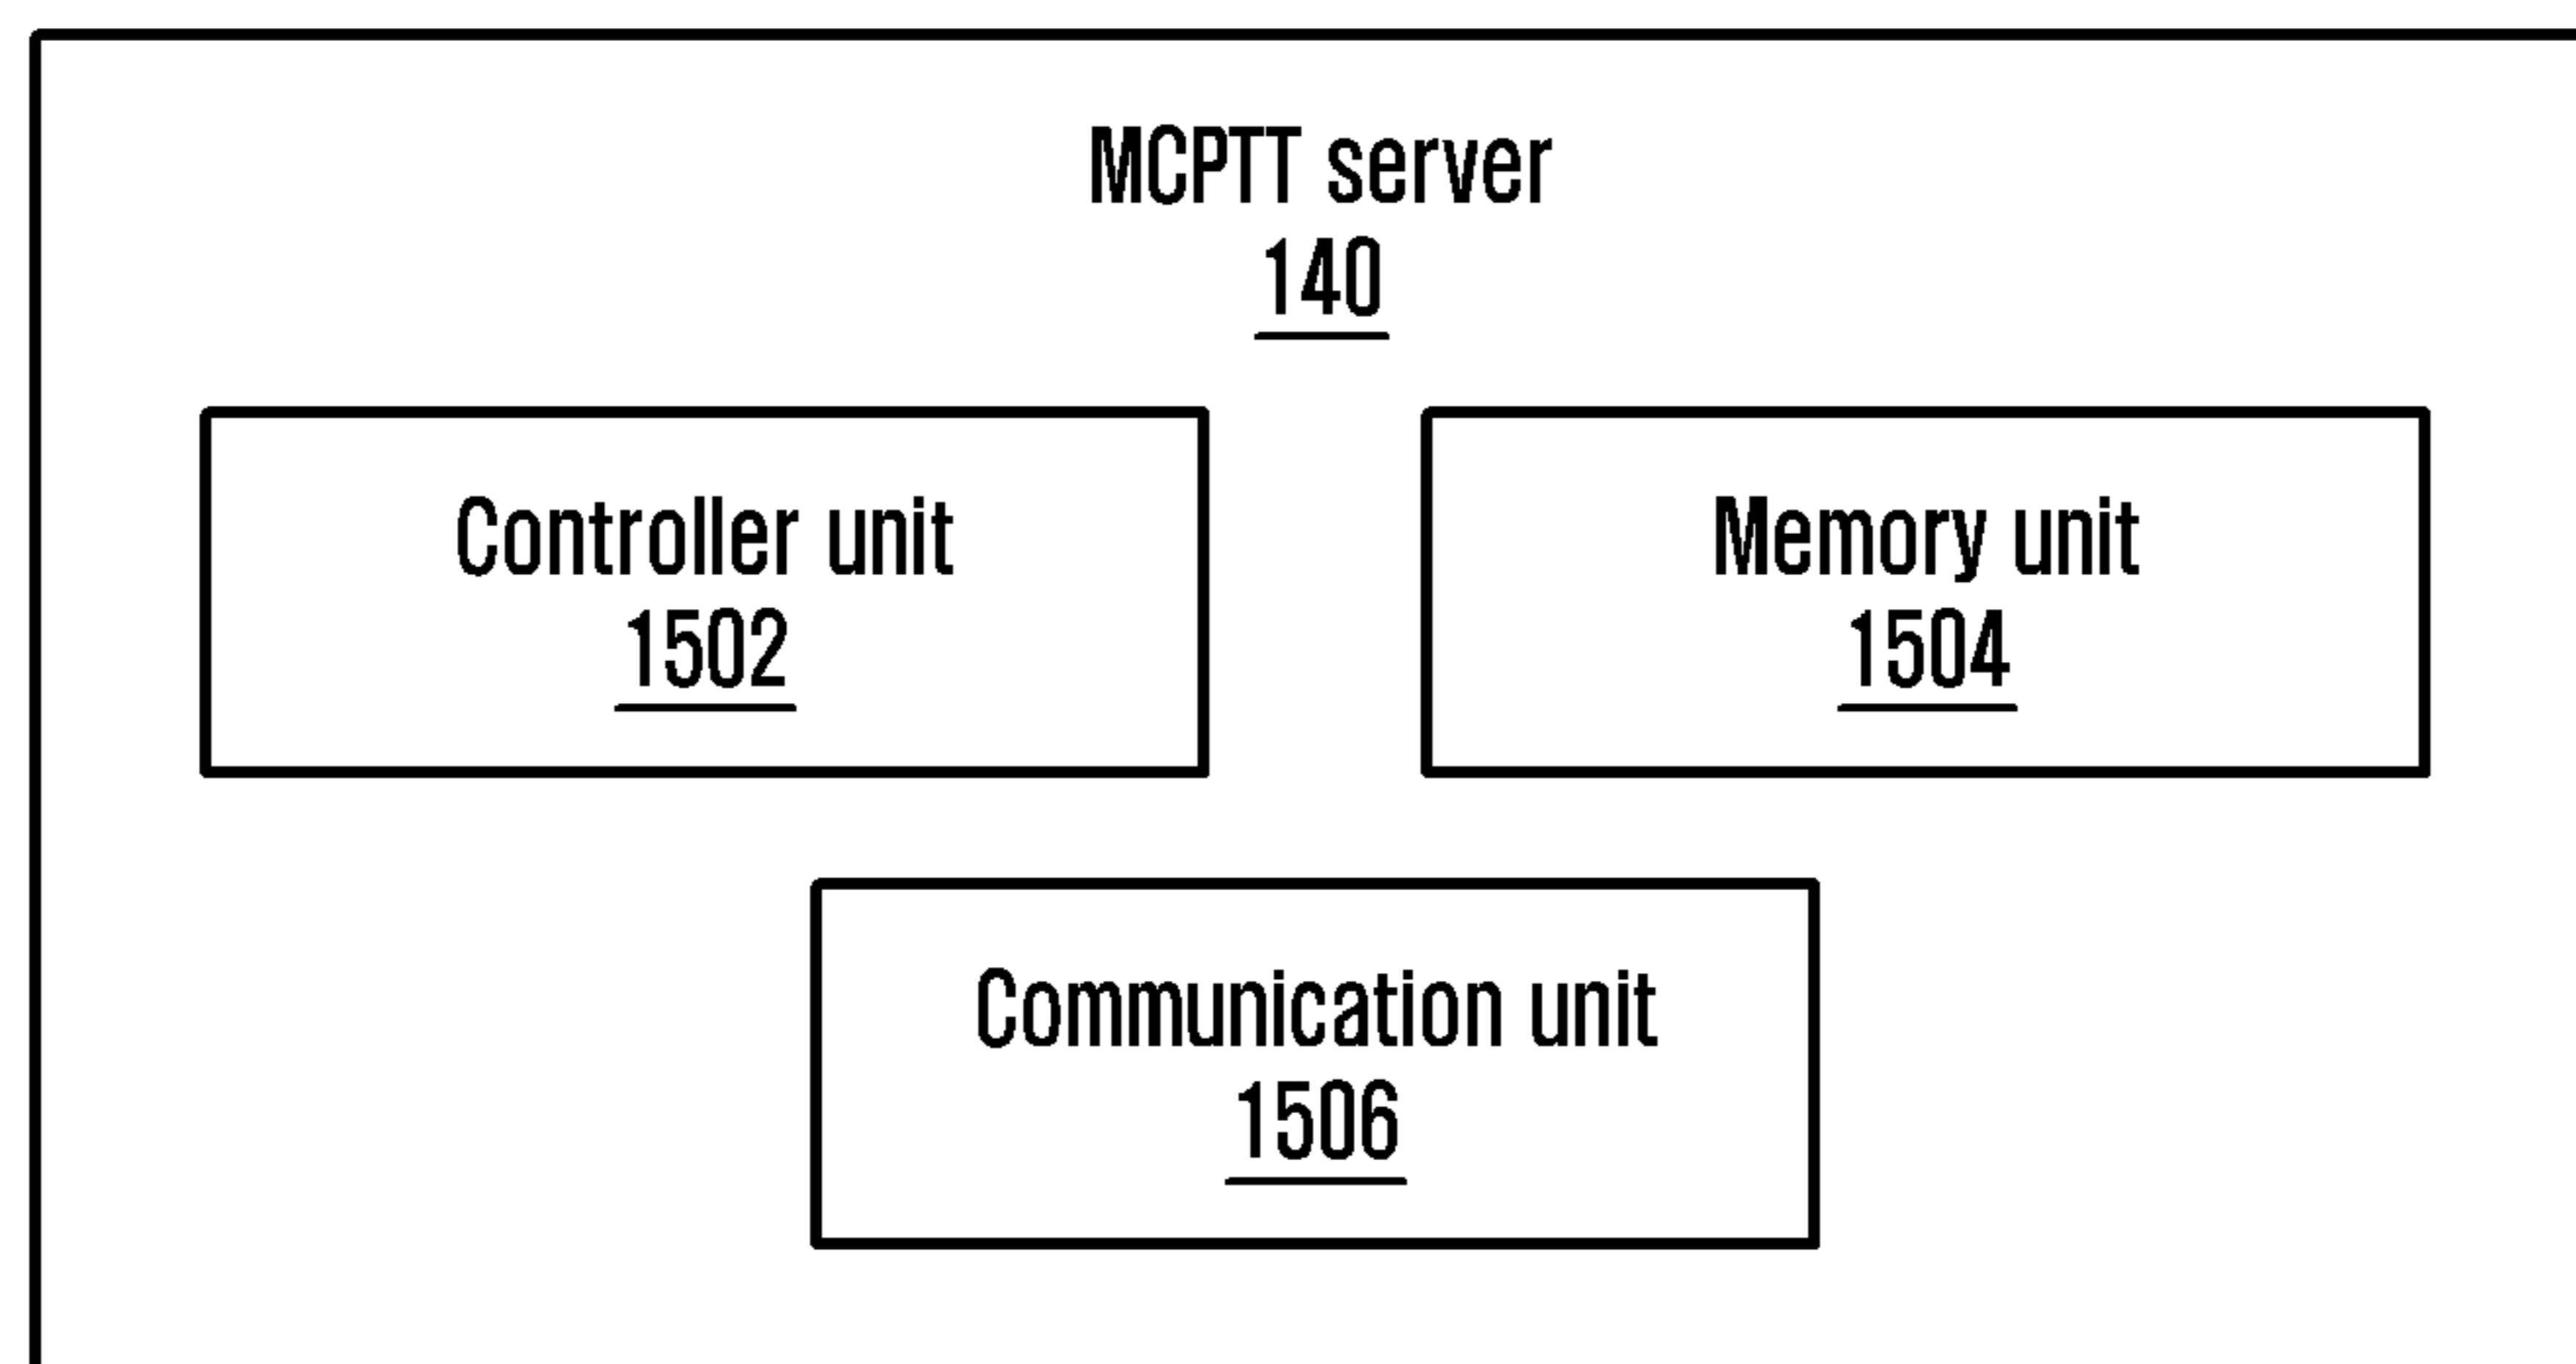 MCPTT server
140
Controller unit
1502
Memory unit
1504
Communication unit
1506